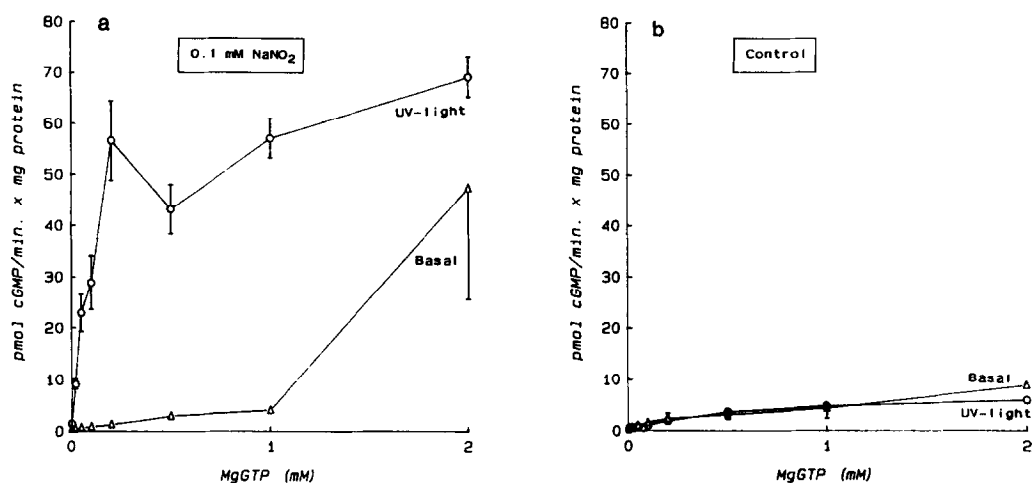 a
0.1 mM NaNO₂
pmol cGMP/min. x mg protein
80
70
60
50
40
30
20
10
0
UV-light
Basal
0 1 2
MgGTP (mM)
b
Control
pmol cGMP/min. x mg protein
80
70
60
50
40
30
20
10
0
Basal
UV-light
0 1 2
MgGTP (mM)